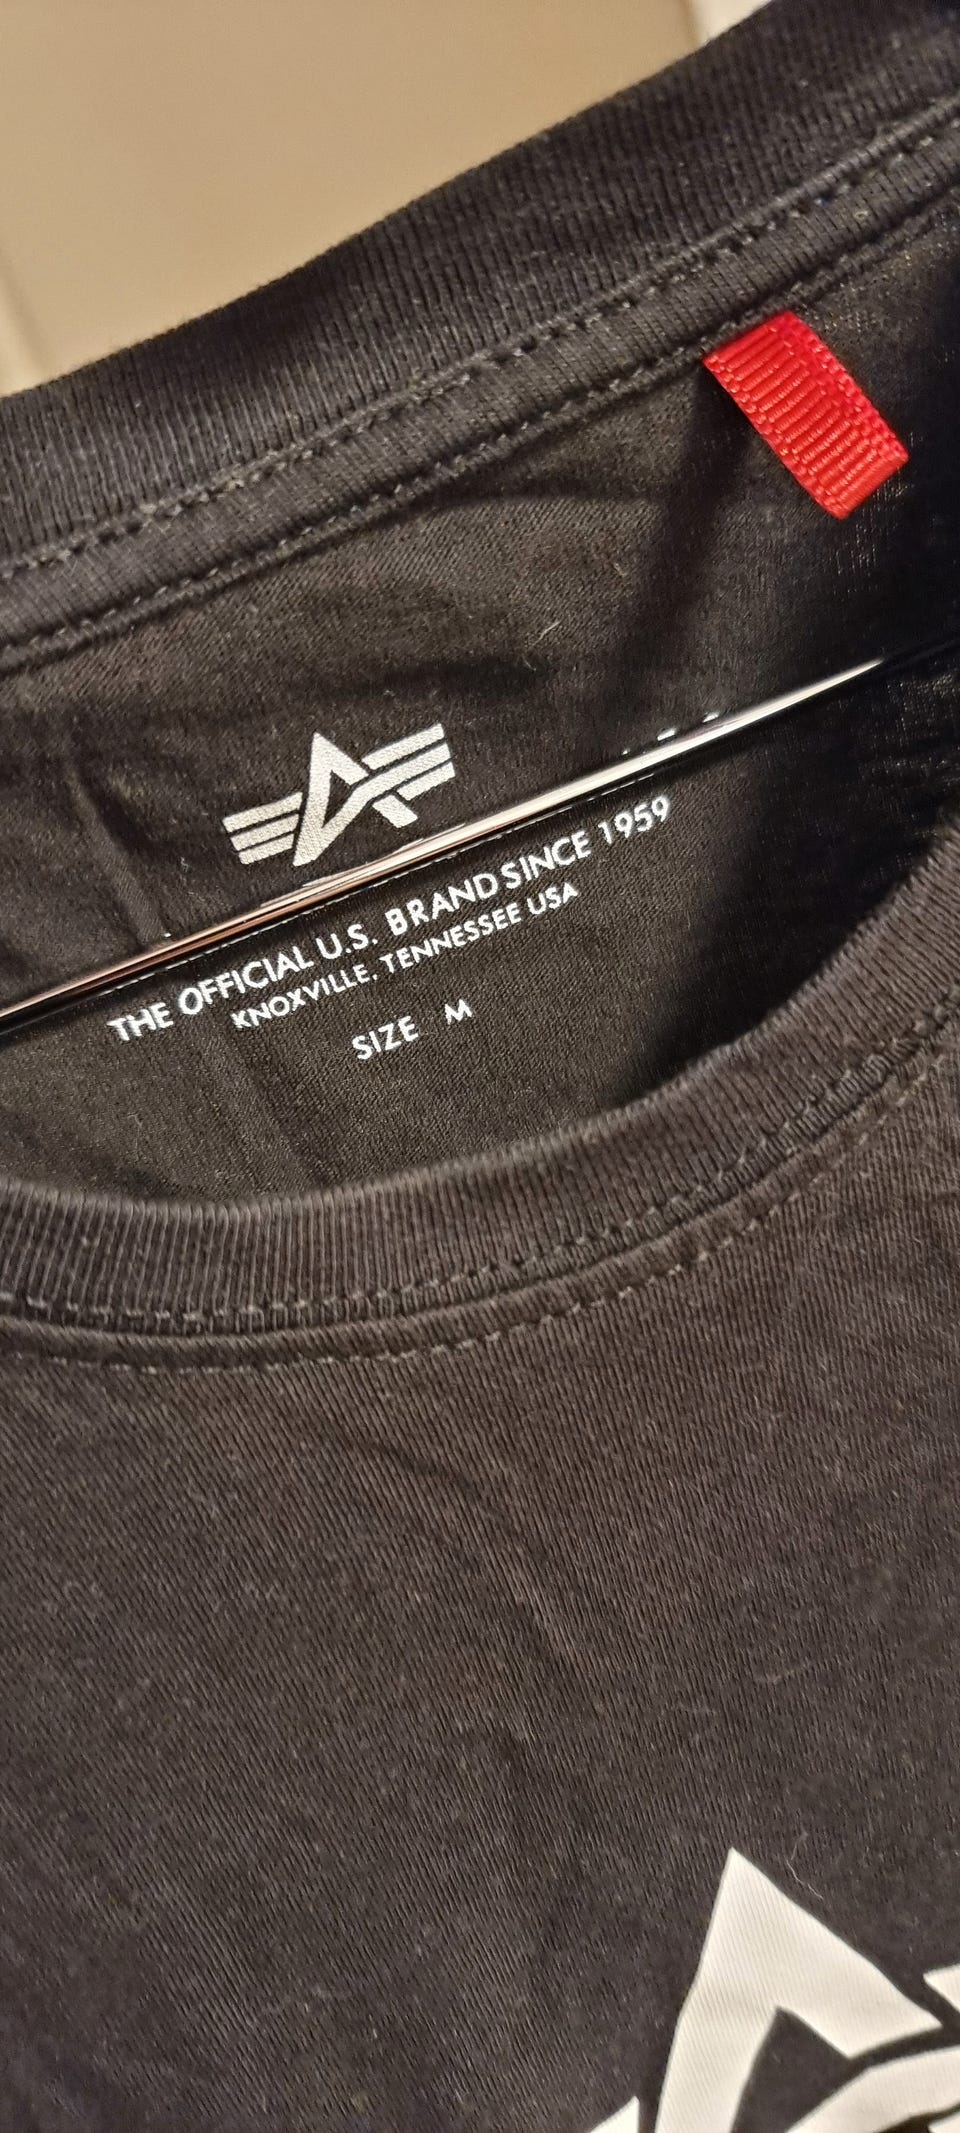 THE OFFICIAL U.S. BRAND SINCE 1959
KNOXVILLE, TENNESSEE USA
SIZE M